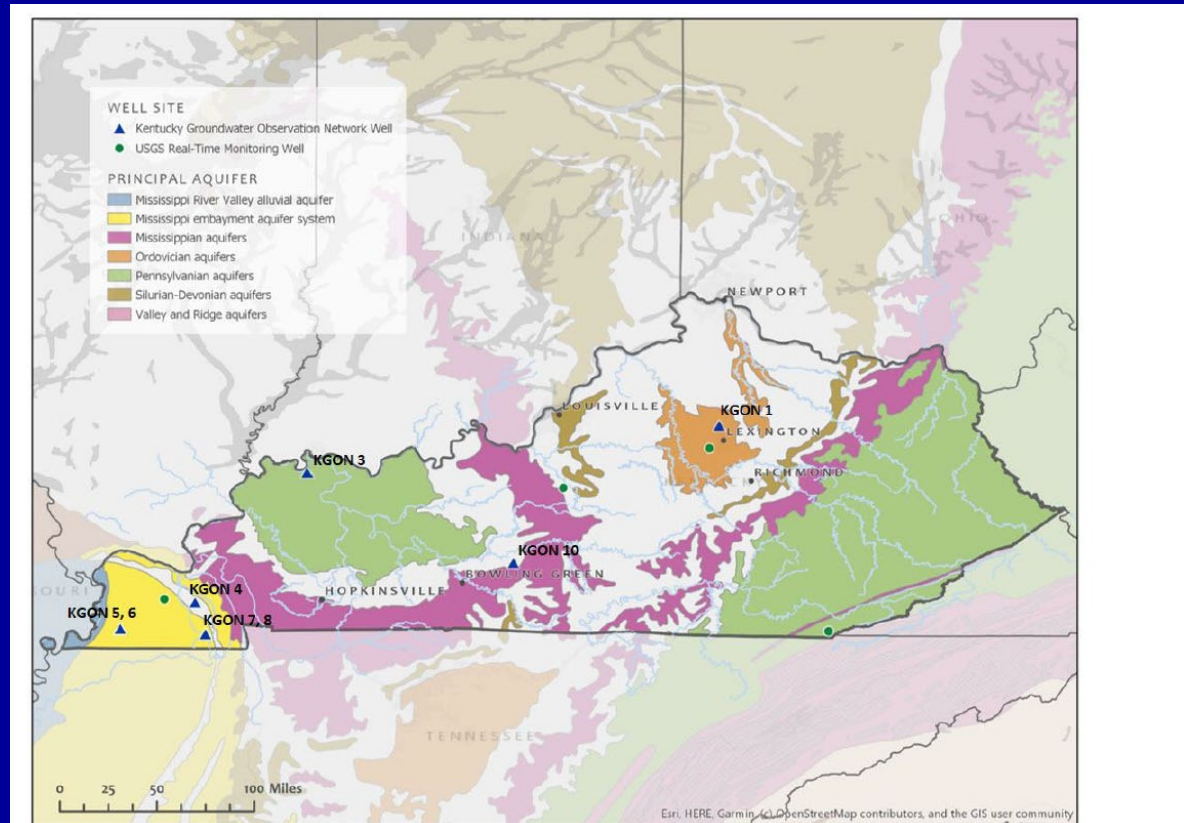 WELL SITE
Kentucky Groundwater Observation Network Well
USGS Real-Time Monitoring Well
PRINCIPAL AQUIFER
Mississippi River Valley alluvial aquifer
Mississippi embayment aquifer system
Mississippian aquifers
Ordovician aquifers
Pennsylvanian aquifers
Silurian-Devonian aquifers
Valley and Ridge aquifers
INDIANA
OHIO
NEWPORT
LOUISVILLE
KGON 1
LEXINGTON
KGON 3
RICHMOND
KGON 10
BOWLING GREEN
HOPKINSVILLE
KGON 4
KGON 5, 6
KGON 7, 8
TENNESSEE
0 25 50 100 Miles
Esri, HERE, Garmin, (c) OpenStreetMap contributors, and the GIS user community